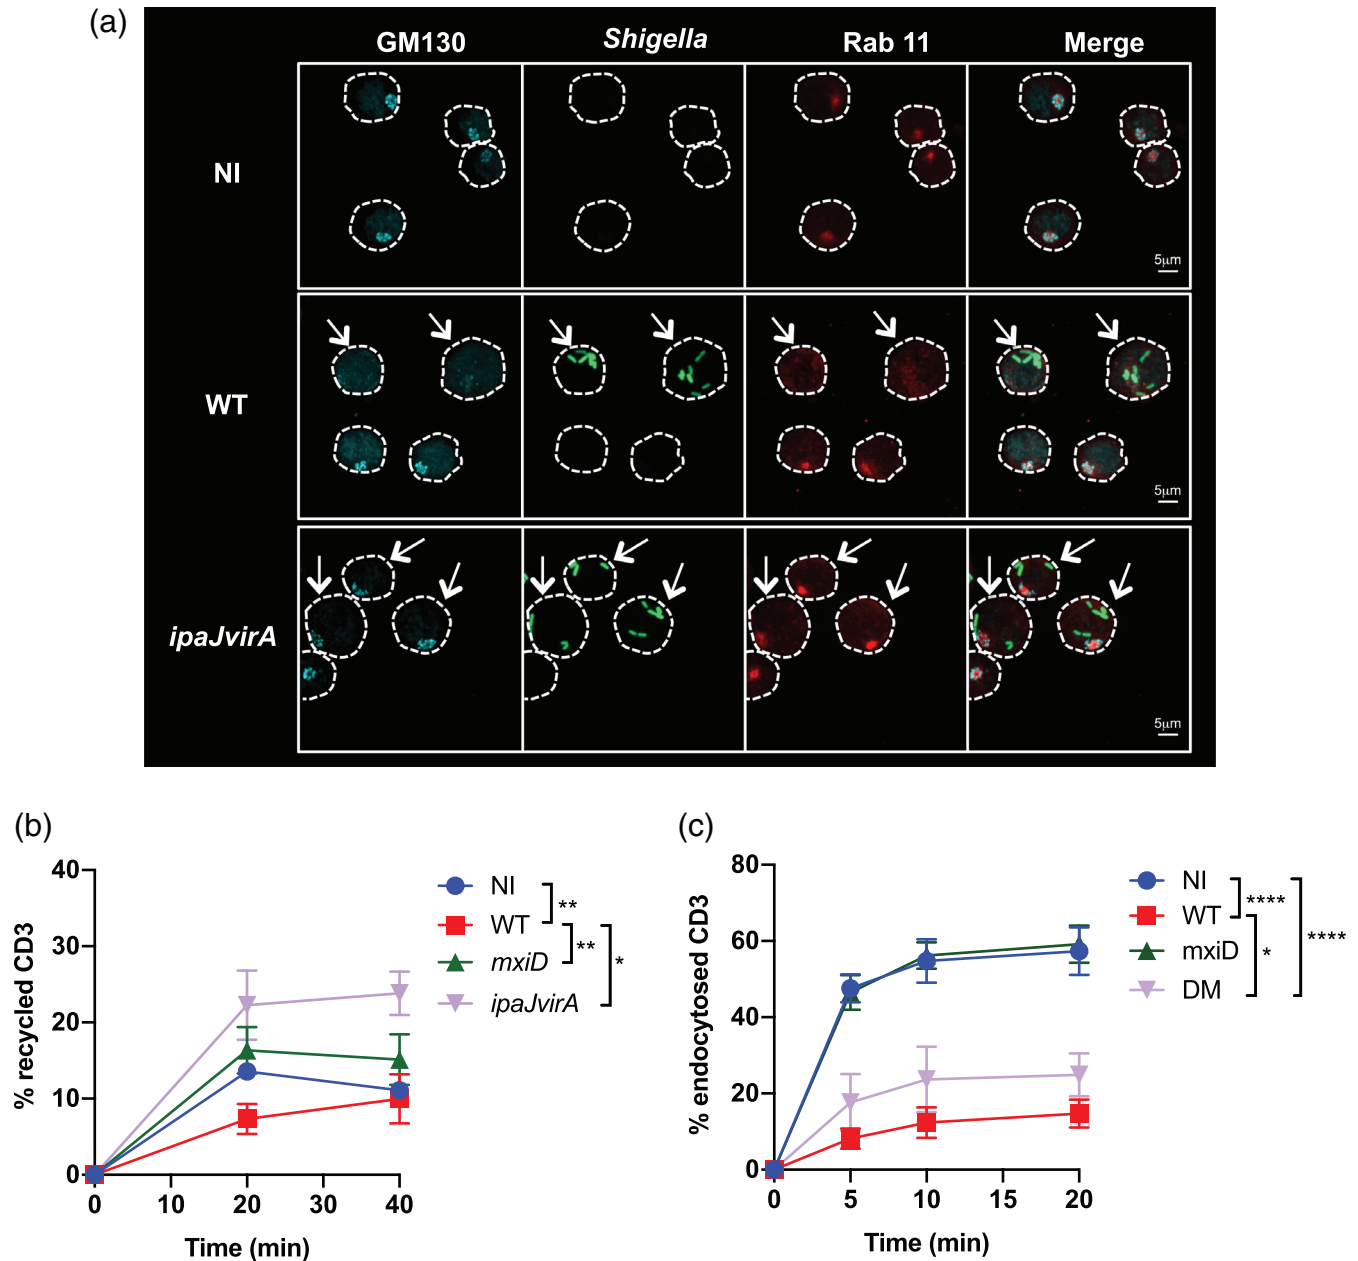 (a)
GM130 Shigella Rab 11 Merge
NI
5μm
WT
5μm
ipaJvirA
5μm
(b)
% recycled CD3
40
30
20
10
0
0 10 20 30 40
Time (min)
NI
WT
mxiD
ipaJvirA
**
**
*
(c)
% endocytosed CD3
80
60
40
20
0
0 5 10 15 20
Time (min)
NI
WT
mxiD
DM
****
*
****